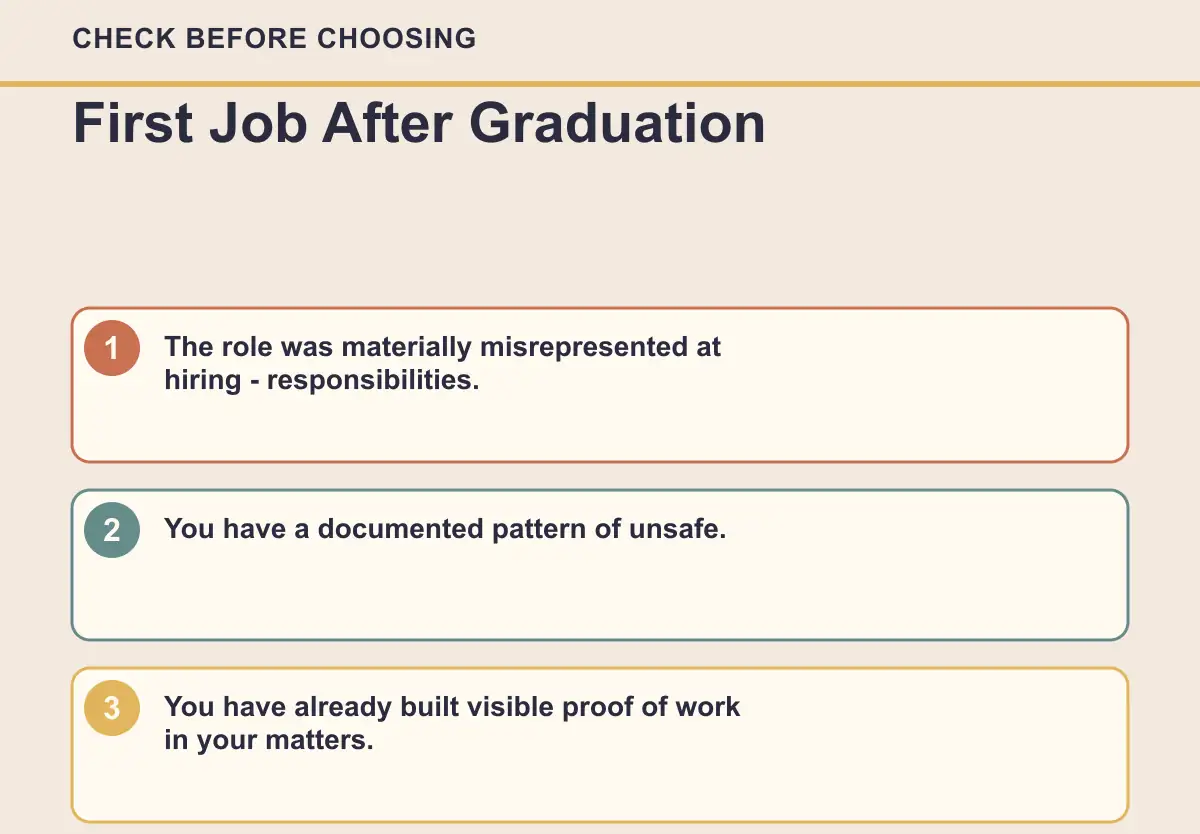 CHECK BEFORE CHOOSING
First Job After Graduation
1
The role was materially misrepresented at
hiring - responsibilities.
2
You have a documented pattern of unsafe.
3
You have already built visible proof of work
in your matters.